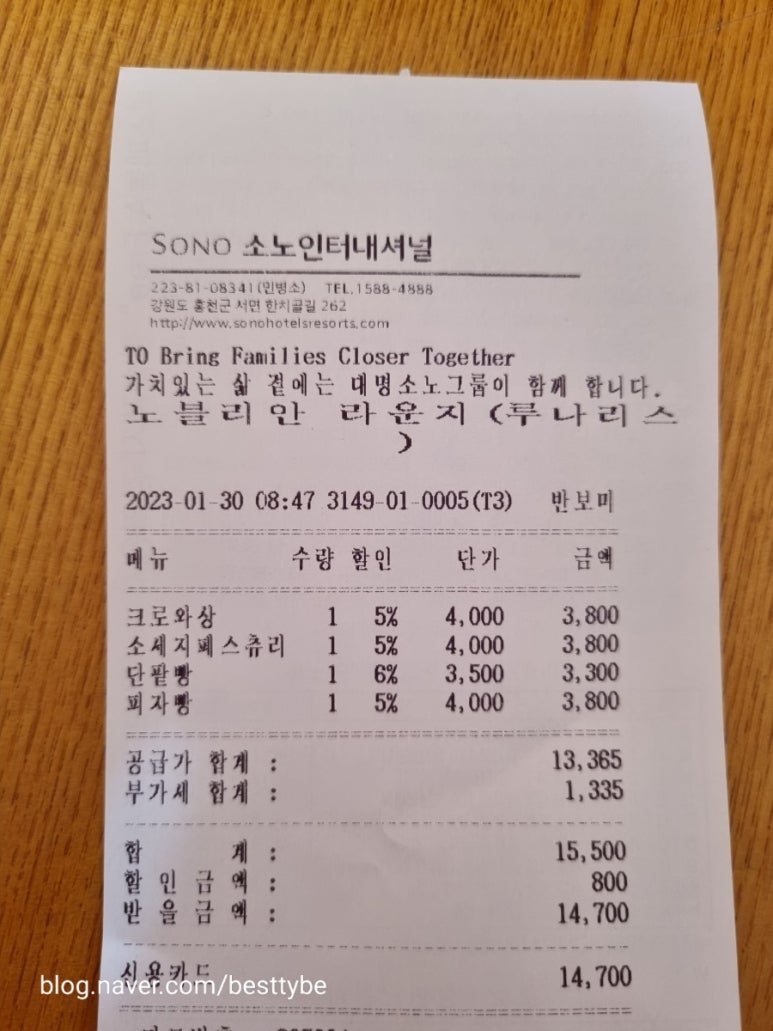 SONO 소노인터내셔널
223-81-08341(민병소) TEL.1588-4888
강원도 홍천군 서면 한치골길 262
http://www.sonohotelsresorts.com
TO Bring Families Closer Together
가치있는 삶 곁에는 대명소노그룹이 함께 합니다.
노블리안 라운지(루나리스
)
2023-01-30 08:47 3149-01-0005(T3) 반보미
메뉴 수량 할인 단가 금액
크로와상 1 5% 4,000 3,800
소세지페스츄리 1 5% 4,000 3,800
단팥빵 1 6% 3,500 3,300
피자빵 1 5% 4,000 3,800
공급가 합계 : 13,365
부가세 합계 : 1,335
합 계 : 15,500
할 인 금 액 : 800
받 을 금 액 : 14,700
신용카드 14,700
blog.naver.com/besttybe